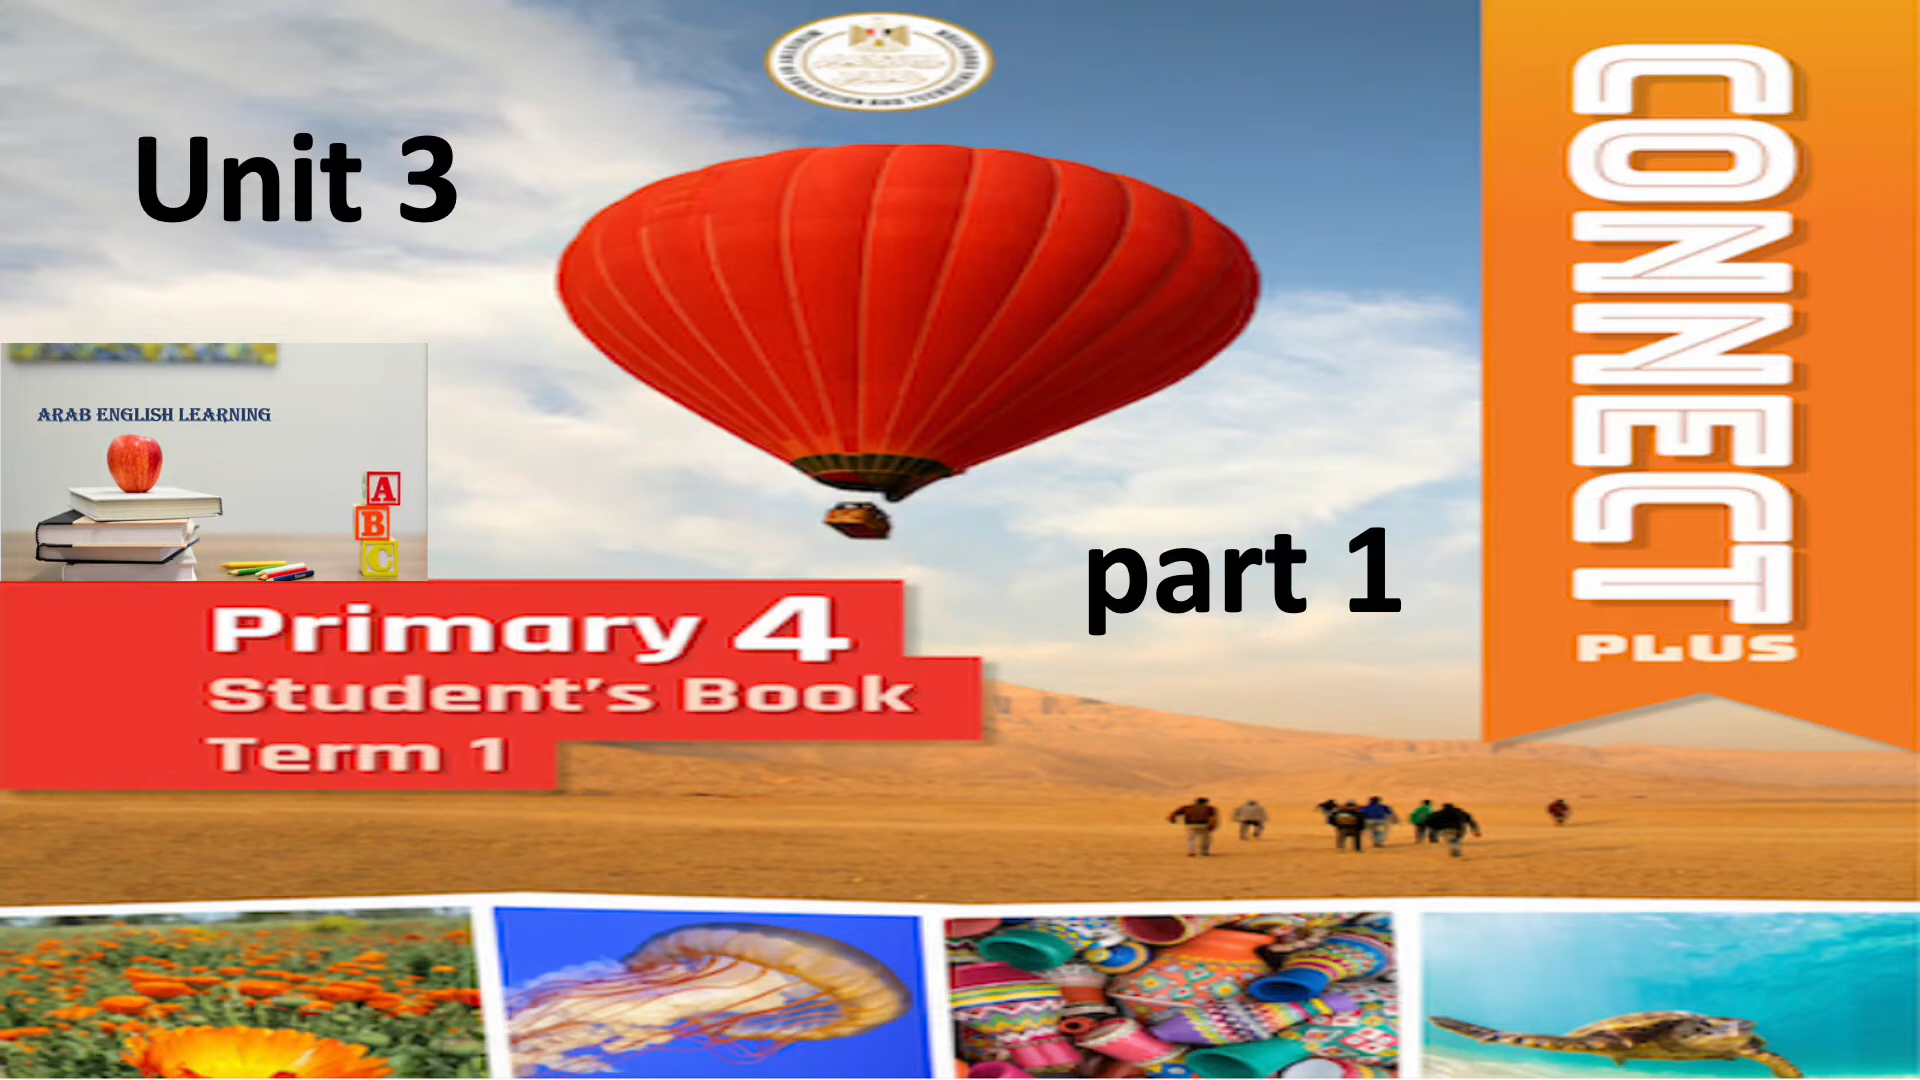 Unit 3
ARAB ENGLISH LEARNING
A
B
C
part 1
Primary 4
Student's Book
Term 1
CONNECT
PLUS